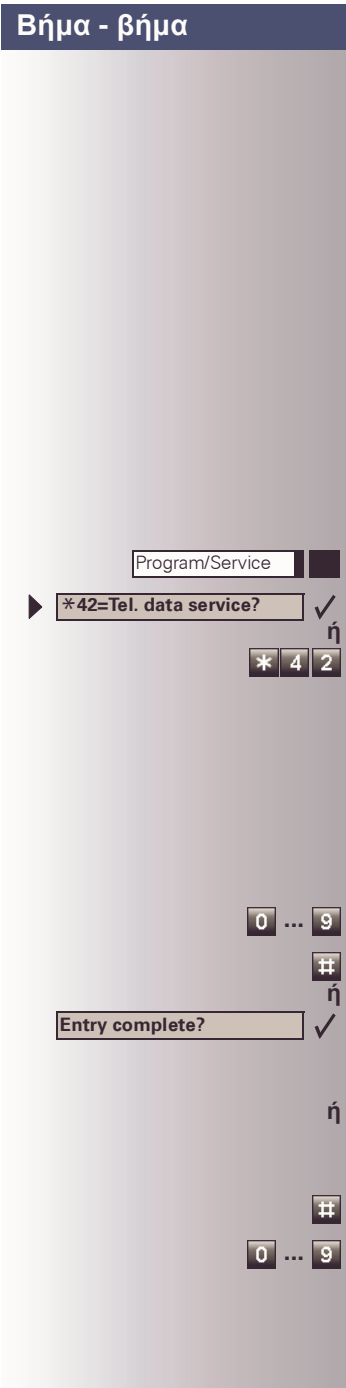 Βήμα - βήμα
Program/Service
*42=Tel. data service? ✓
ή
* 4 2
0 ... 9
#
ή
Entry complete? ✓
ή
#
0 ... 9